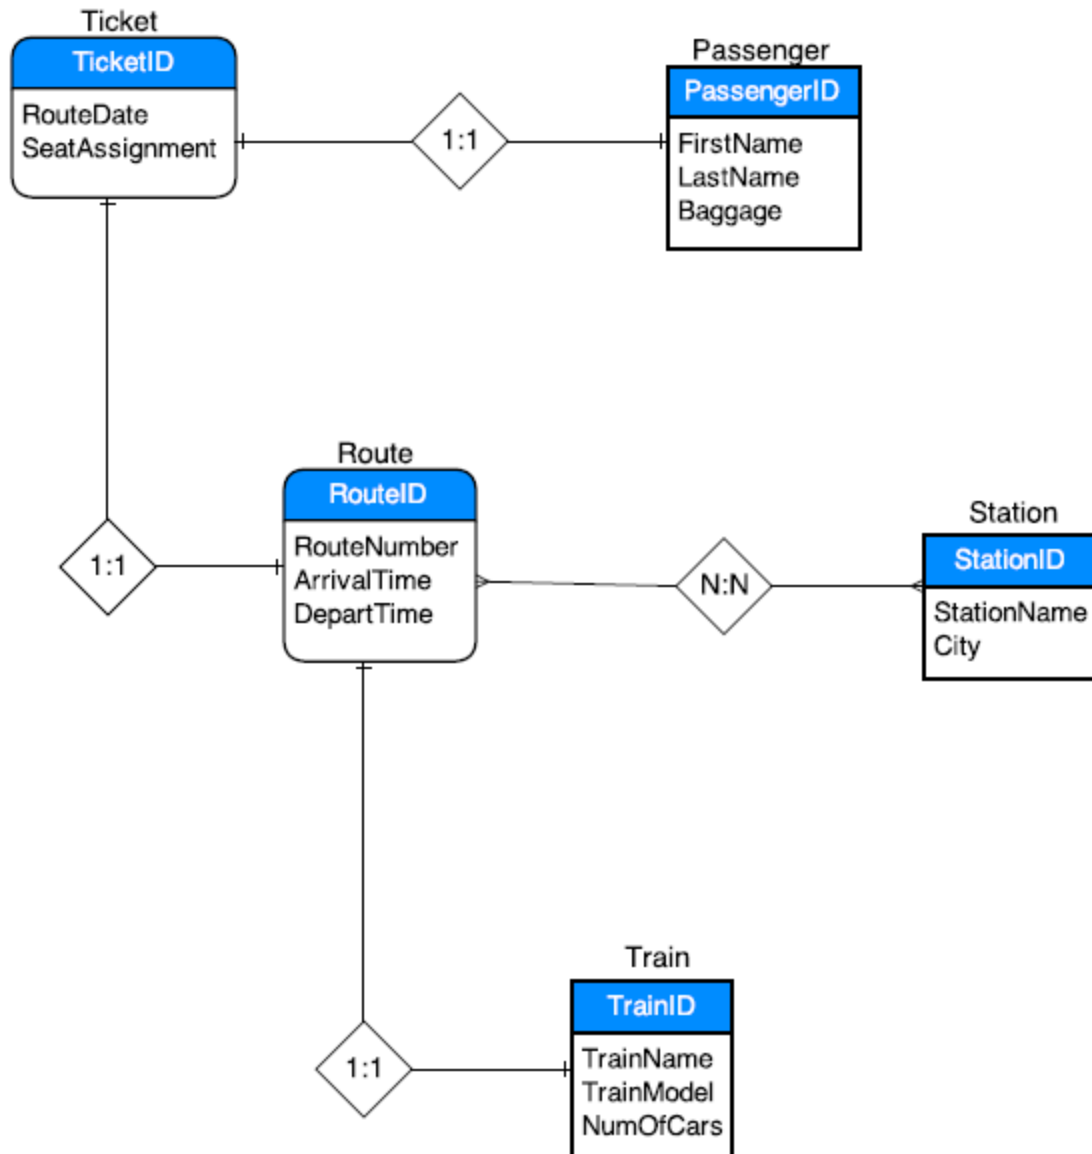 Ticket
TicketID
RouteDate
SeatAssignment
1:1
Passenger
PassengerID
FirstName
LastName
Baggage
Route
RouteID
RouteNumber
ArrivalTime
DepartTime
1:1
N:N
Station
StationID
StationName
City
Train
TrainID
TrainName
TrainModel
NumOfCars
1:1